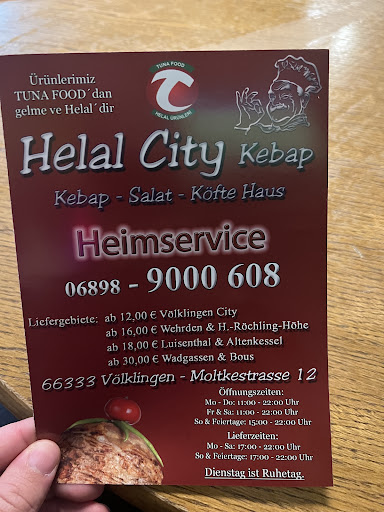 Ürünlerimiz
TUNA FOOD´dan
gelme ve Helal´dir
TUNA FOOD
HELAL ÜRÜNLERİ
Helal City Kebap
Kebap - Salat - Köfte Haus
Heimservice
06898 - 9000 608
Liefergebiete: ab 12,00 € Völklingen City
ab 16,00 € Wehrden & H.-Röchling-Höhe
ab 18,00 € Luisenthal & Altenkessel
ab 30,00 € Wadgassen & Bous
66333 Völklingen - Moltkestrasse 12
Öffnungszeiten:
Mo - Do: 11:00 - 22:00 Uhr
Fr & Sa: 11:00 - 22:00 Uhr
So & Feiertage: 15:00 - 22:00 Uhr
Lieferzeiten:
Mo - Sa: 17:00 - 22:00 Uhr
So & Feiertage: 17:00 - 22:00 Uhr
Dienstag ist Ruhetag.